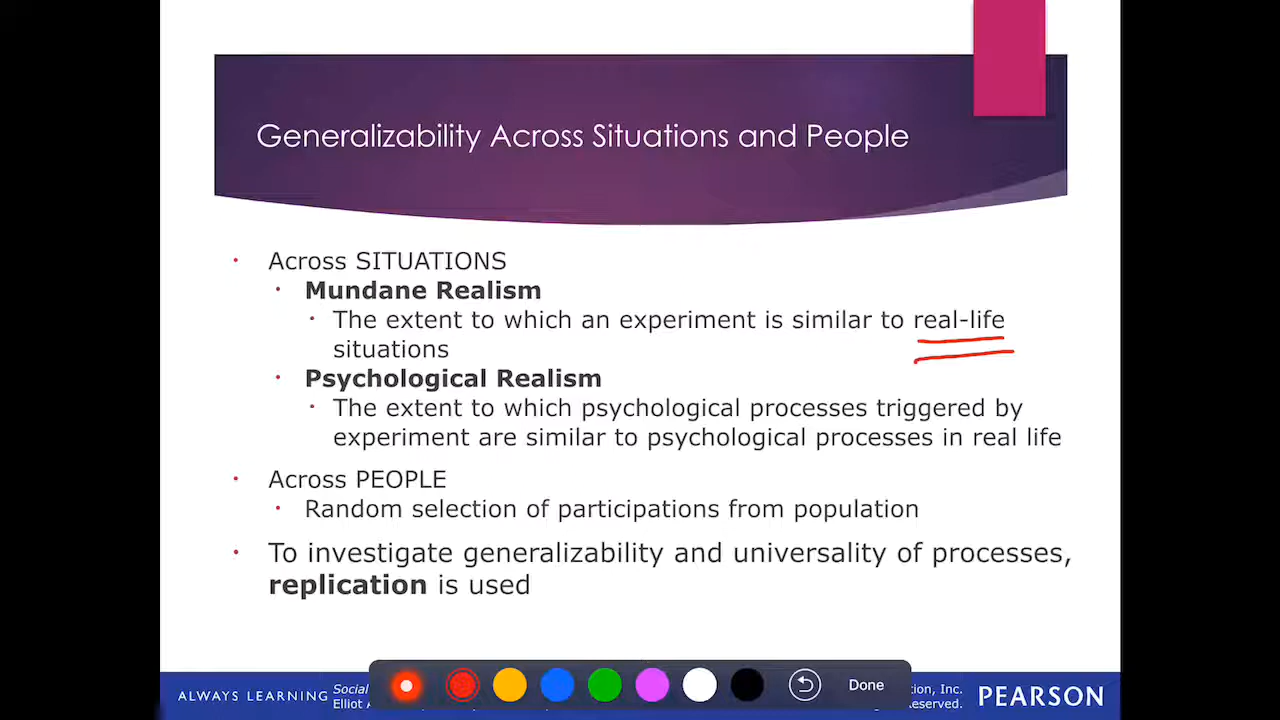 Generalizability Across Situations and People
Across SITUATIONS
Mundane Realism
The extent to which an experiment is similar to real-life
situations
Psychological Realism
The extent to which psychological processes triggered by
experiment are similar to psychological processes in real life
Across PEOPLE
Random selection of participations from population
To investigate generalizability and universality of processes,
replication is used
Done
ALWAYS LEARNING
Social
Elliot A
tion, Inc.
Reserved.
PEARSON